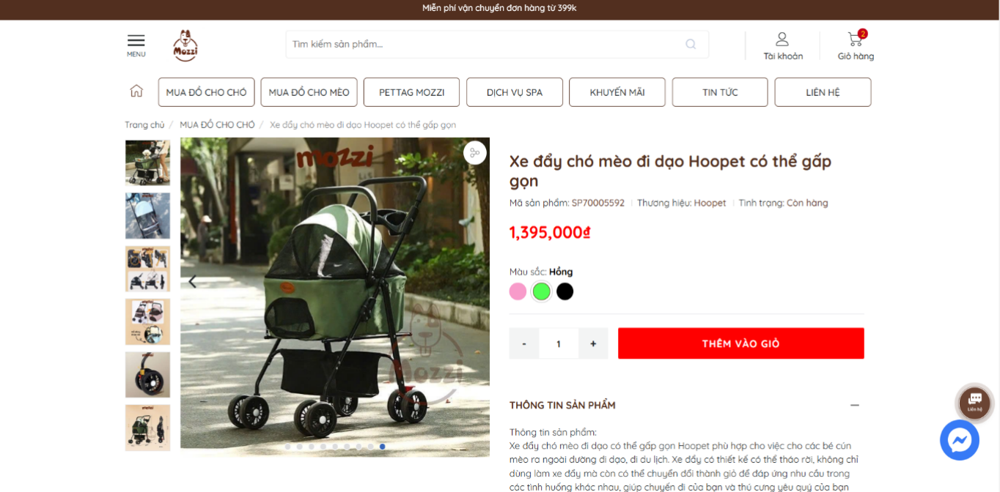 Miễn phí vận chuyển đơn hàng từ 399k
MENU
Mozzi
Tìm kiếm sản phẩm...
Tài khoản
2
Giỏ hàng
MUA ĐỒ CHO CHÓ
MUA ĐỒ CHO MÈO
PETTAG MOZZI
DỊCH VỤ SPA
KHUYẾN MÃI
TIN TỨC
LIÊN HỆ
Trang chủ / MUA ĐỒ CHO CHÓ / Xe đẩy chó mèo đi dạo Hoopet có thể gấp gọn
mozzi
Mozzi
Xe đẩy chó mèo đi dạo Hoopet có thể gấp
gọn
Mã sản phẩm: SP70005592 | Thương hiệu: Hoopet | Tình trạng: Còn hàng
1,395,000₫
Màu sắc: Hồng
- 1 +
THÊM VÀO GIỎ
THÔNG TIN SẢN PHẨM
Thông tin sản phẩm:
Xe đẩy chó mèo đi dạo có thể gấp gọn Hoopet phù hợp cho việc cho các bé cún
mèo ra ngoài đường đi dạo, đi du lịch. Xe đẩy có thiết kế có thể tháo rời, không chỉ
dùng làm xe đẩy mà còn có thể chuyển đổi thành giỏ để đáp ứng nhu cầu trong
các tình huống khác nhau, giúp chuyến đi của bạn và thú cưng yêu quý của bạn
Liên hệ